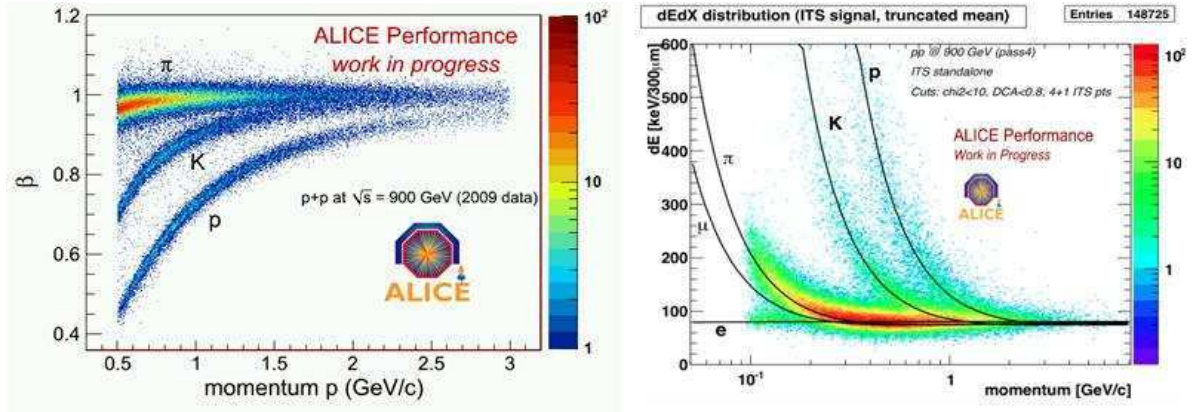 1.2
1
0.8
0.6
0.4
β
0.5
1
1.5
2
2.5
3
momentum p (GeV/c)
ALICE Performance
work in progress
π
K
p
p+p at √s = 900 GeV (2009 data)
ALICE
10²
10
1
dEdX distribution (ITS signal, truncated mean)
Entries 148725
dE [keV/300μm]
600
500
400
300
200
100
0
pp @ 900 GeV (pass4)
ITS standalone
Cuts: chi2<10, DCA<0.8, 4+1 ITS pts
p
K
π
μ
e
ALICE Performance
Work in Progress
ALICE
10⁻¹
1
momentum [GeV/c]
10²
10
1